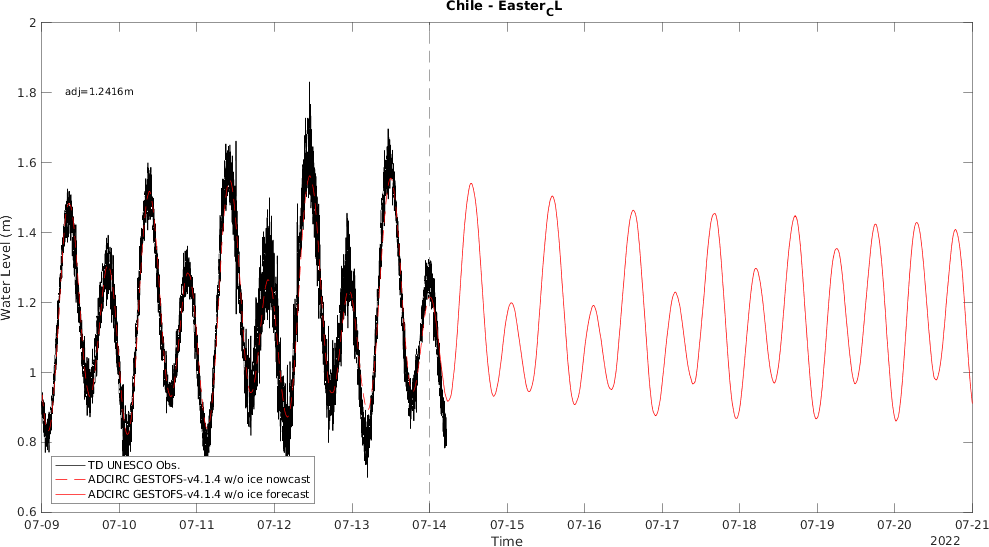 Chile - Easter_CL
2
1.8
adj=1.2416m
1.6
1.4
Water Level (m)
1.2
1
0.8
TD UNESCO Obs.
ADCIRC GESTOFS-v4.1.4 w/o ice nowcast
ADCIRC GESTOFS-v4.1.4 w/o ice forecast
0.6
07-09 07-10 07-11 07-12 07-13 07-14 07-15 07-16 07-17 07-18 07-19 07-20 07-21
Time
2022